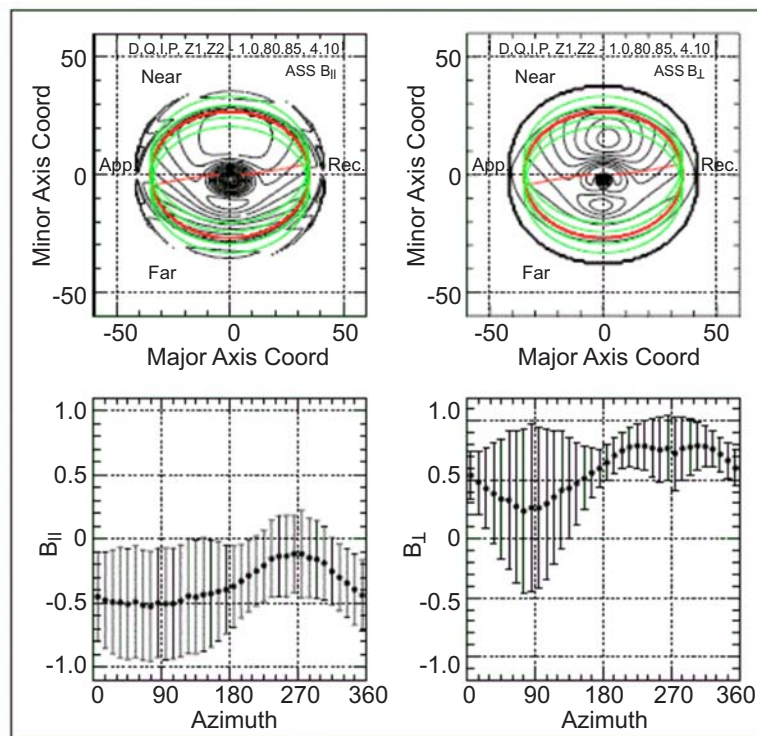 D,Q,I,P, Z1,Z2 - 1.0,80.85, 4.10
ASS B||
Near
App.
Rec.
Far
Minor Axis Coord
50
0
-50
-50 0 50
Major Axis Coord
D,Q,I,P, Z1,Z2 - 1.0,80.85, 4.10
ASS B⊥
Near
App.
Rec.
Far
Minor Axis Coord
50
0
-50
-50 0 50
Major Axis Coord
B||
1.0
0.5
0
-0.5
-1.0
0 90 180 270 360
Azimuth
B⊥
1.0
0.5
0
-0.5
-1.0
0 90 180 270 360
Azimuth